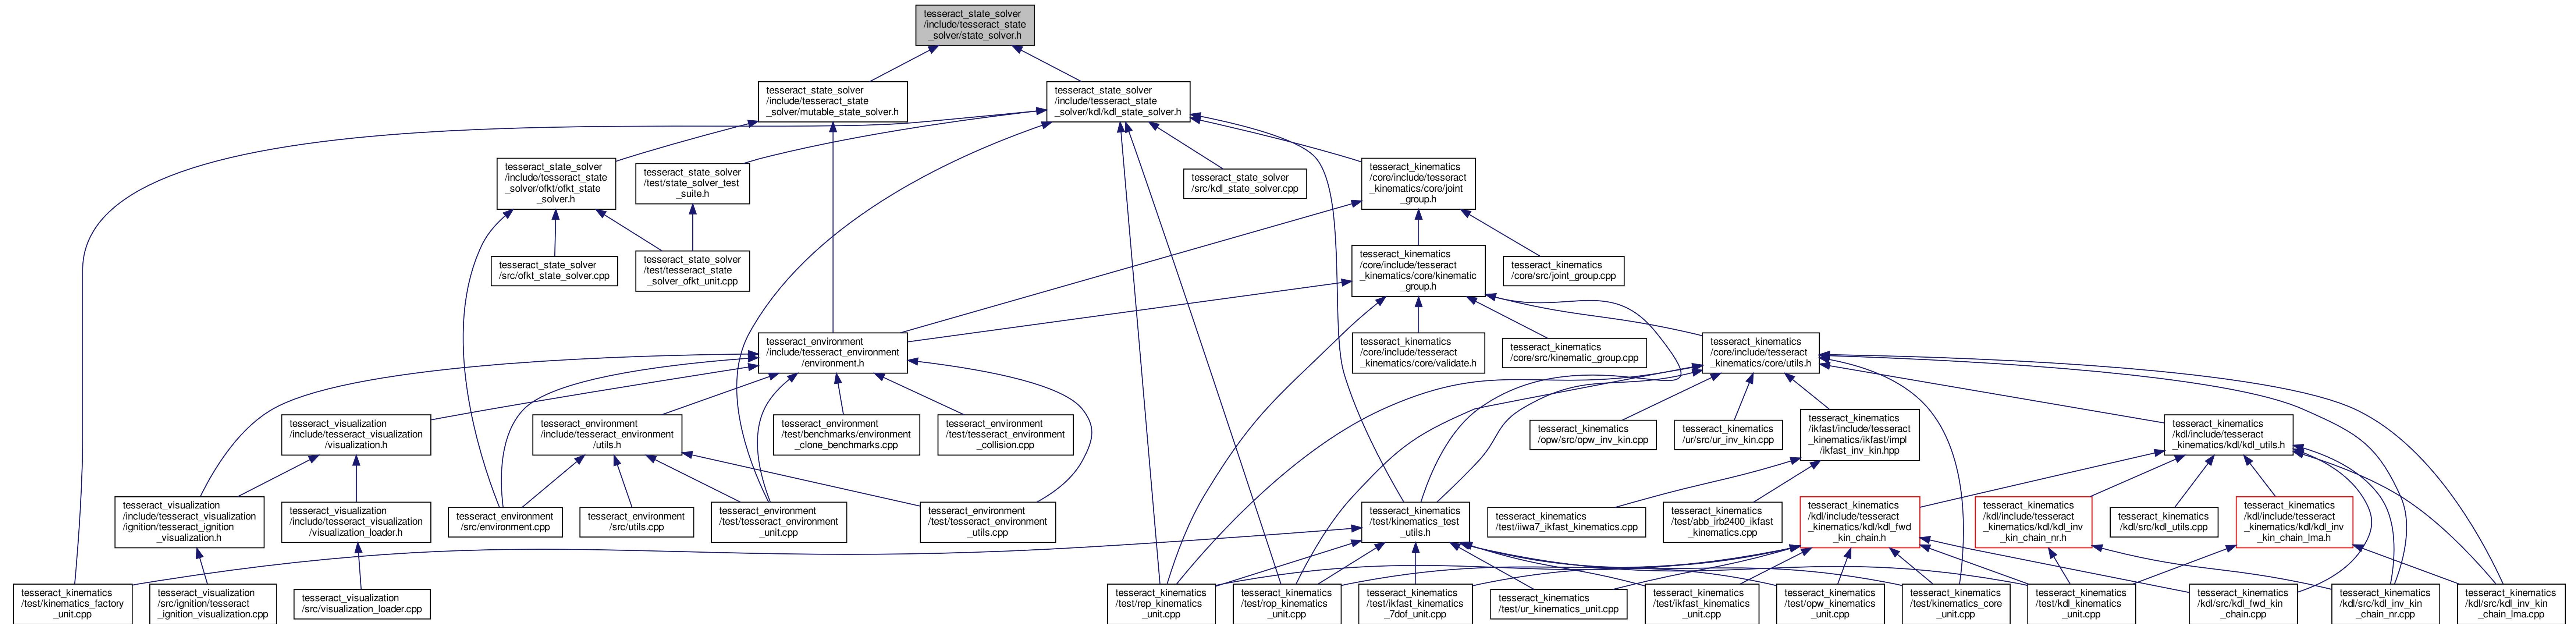 tesseract_state_solver
/include/tesseract_state
_solver/state_solver.h
tesseract_state_solver
/include/tesseract_state
_solver/mutable_state_solver.h
tesseract_state_solver
/include/tesseract_state
_solver/kdl/kdl_state_solver.h
tesseract_state_solver
/include/tesseract_state
_solver/ofkt/ofkt_state
_solver.h
tesseract_state_solver
/test/state_solver_test
_suite.h
tesseract_state_solver
/src/kdl_state_solver.cpp
tesseract_kinematics
/core/include/tesseract
_kinematics/core/joint
_group.h
tesseract_state_solver
/src/ofkt_state_solver.cpp
tesseract_state_solver
/test/tesseract_state
_solver_ofkt_unit.cpp
tesseract_kinematics
/core/include/tesseract
_kinematics/core/kinematic
_group.h
tesseract_kinematics
/core/src/joint_group.cpp
tesseract_environment
/include/tesseract_environment
/environment.h
tesseract_kinematics
/core/include/tesseract
_kinematics/core/validate.h
tesseract_kinematics
/core/src/kinematic_group.cpp
tesseract_kinematics
/core/include/tesseract
_kinematics/core/utils.h
tesseract_visualization
/include/tesseract_visualization
/visualization.h
tesseract_environment
/include/tesseract_environment
/utils.h
tesseract_environment
/test/benchmarks/environment
_clone_benchmarks.cpp
tesseract_environment
/test/tesseract_environment
_collision.cpp
tesseract_kinematics
/opw/src/opw_inv_kin.cpp
tesseract_kinematics
/ur/src/ur_inv_kin.cpp
tesseract_kinematics
/ikfast/include/tesseract
_kinematics/ikfast/impl
/ikfast_inv_kin.hpp
tesseract_kinematics
/kdl/include/tesseract
_kinematics/kdl/kdl_utils.h
tesseract_visualization
/include/tesseract_visualization
/ignition/tesseract_ignition
_visualization.h
tesseract_visualization
/include/tesseract_visualization
/visualization_loader.h
tesseract_environment
/src/environment.cpp
tesseract_environment
/src/utils.cpp
tesseract_environment
/test/tesseract_environment
_unit.cpp
tesseract_environment
/test/tesseract_environment
_utils.cpp
tesseract_kinematics
/test/kinematics_test
_utils.h
tesseract_kinematics
/test/iiwa7_ikfast_kinematics.cpp
tesseract_kinematics
/test/abb_irb2400_ikfast
_kinematics.cpp
tesseract_kinematics
/kdl/include/tesseract
_kinematics/kdl/kdl_fwd
_kin_chain.h
tesseract_kinematics
/kdl/include/tesseract
_kinematics/kdl/kdl_inv
_kin_chain_nr.h
tesseract_kinematics
/kdl/src/kdl_utils.cpp
tesseract_kinematics
/kdl/include/tesseract
_kinematics/kdl/kdl_inv
_kin_chain_lma.h
tesseract_kinematics
/test/kinematics_factory
_unit.cpp
tesseract_visualization
/src/ignition/tesseract
_ignition_visualization.cpp
tesseract_visualization
/src/visualization_loader.cpp
tesseract_kinematics
/test/rep_kinematics
_unit.cpp
tesseract_kinematics
/test/rop_kinematics
_unit.cpp
tesseract_kinematics
/test/ikfast_kinematics
_7dof_unit.cpp
tesseract_kinematics
/test/ur_kinematics_unit.cpp
tesseract_kinematics
/test/ikfast_kinematics
_unit.cpp
tesseract_kinematics
/test/opw_kinematics
_unit.cpp
tesseract_kinematics
/test/kinematics_core
_unit.cpp
tesseract_kinematics
/test/kdl_kinematics
_unit.cpp
tesseract_kinematics
/kdl/src/kdl_fwd_kin
_chain.cpp
tesseract_kinematics
/kdl/src/kdl_inv_kin
_chain_nr.cpp
tesseract_kinematics
/kdl/src/kdl_inv_kin
_chain_lma.cpp